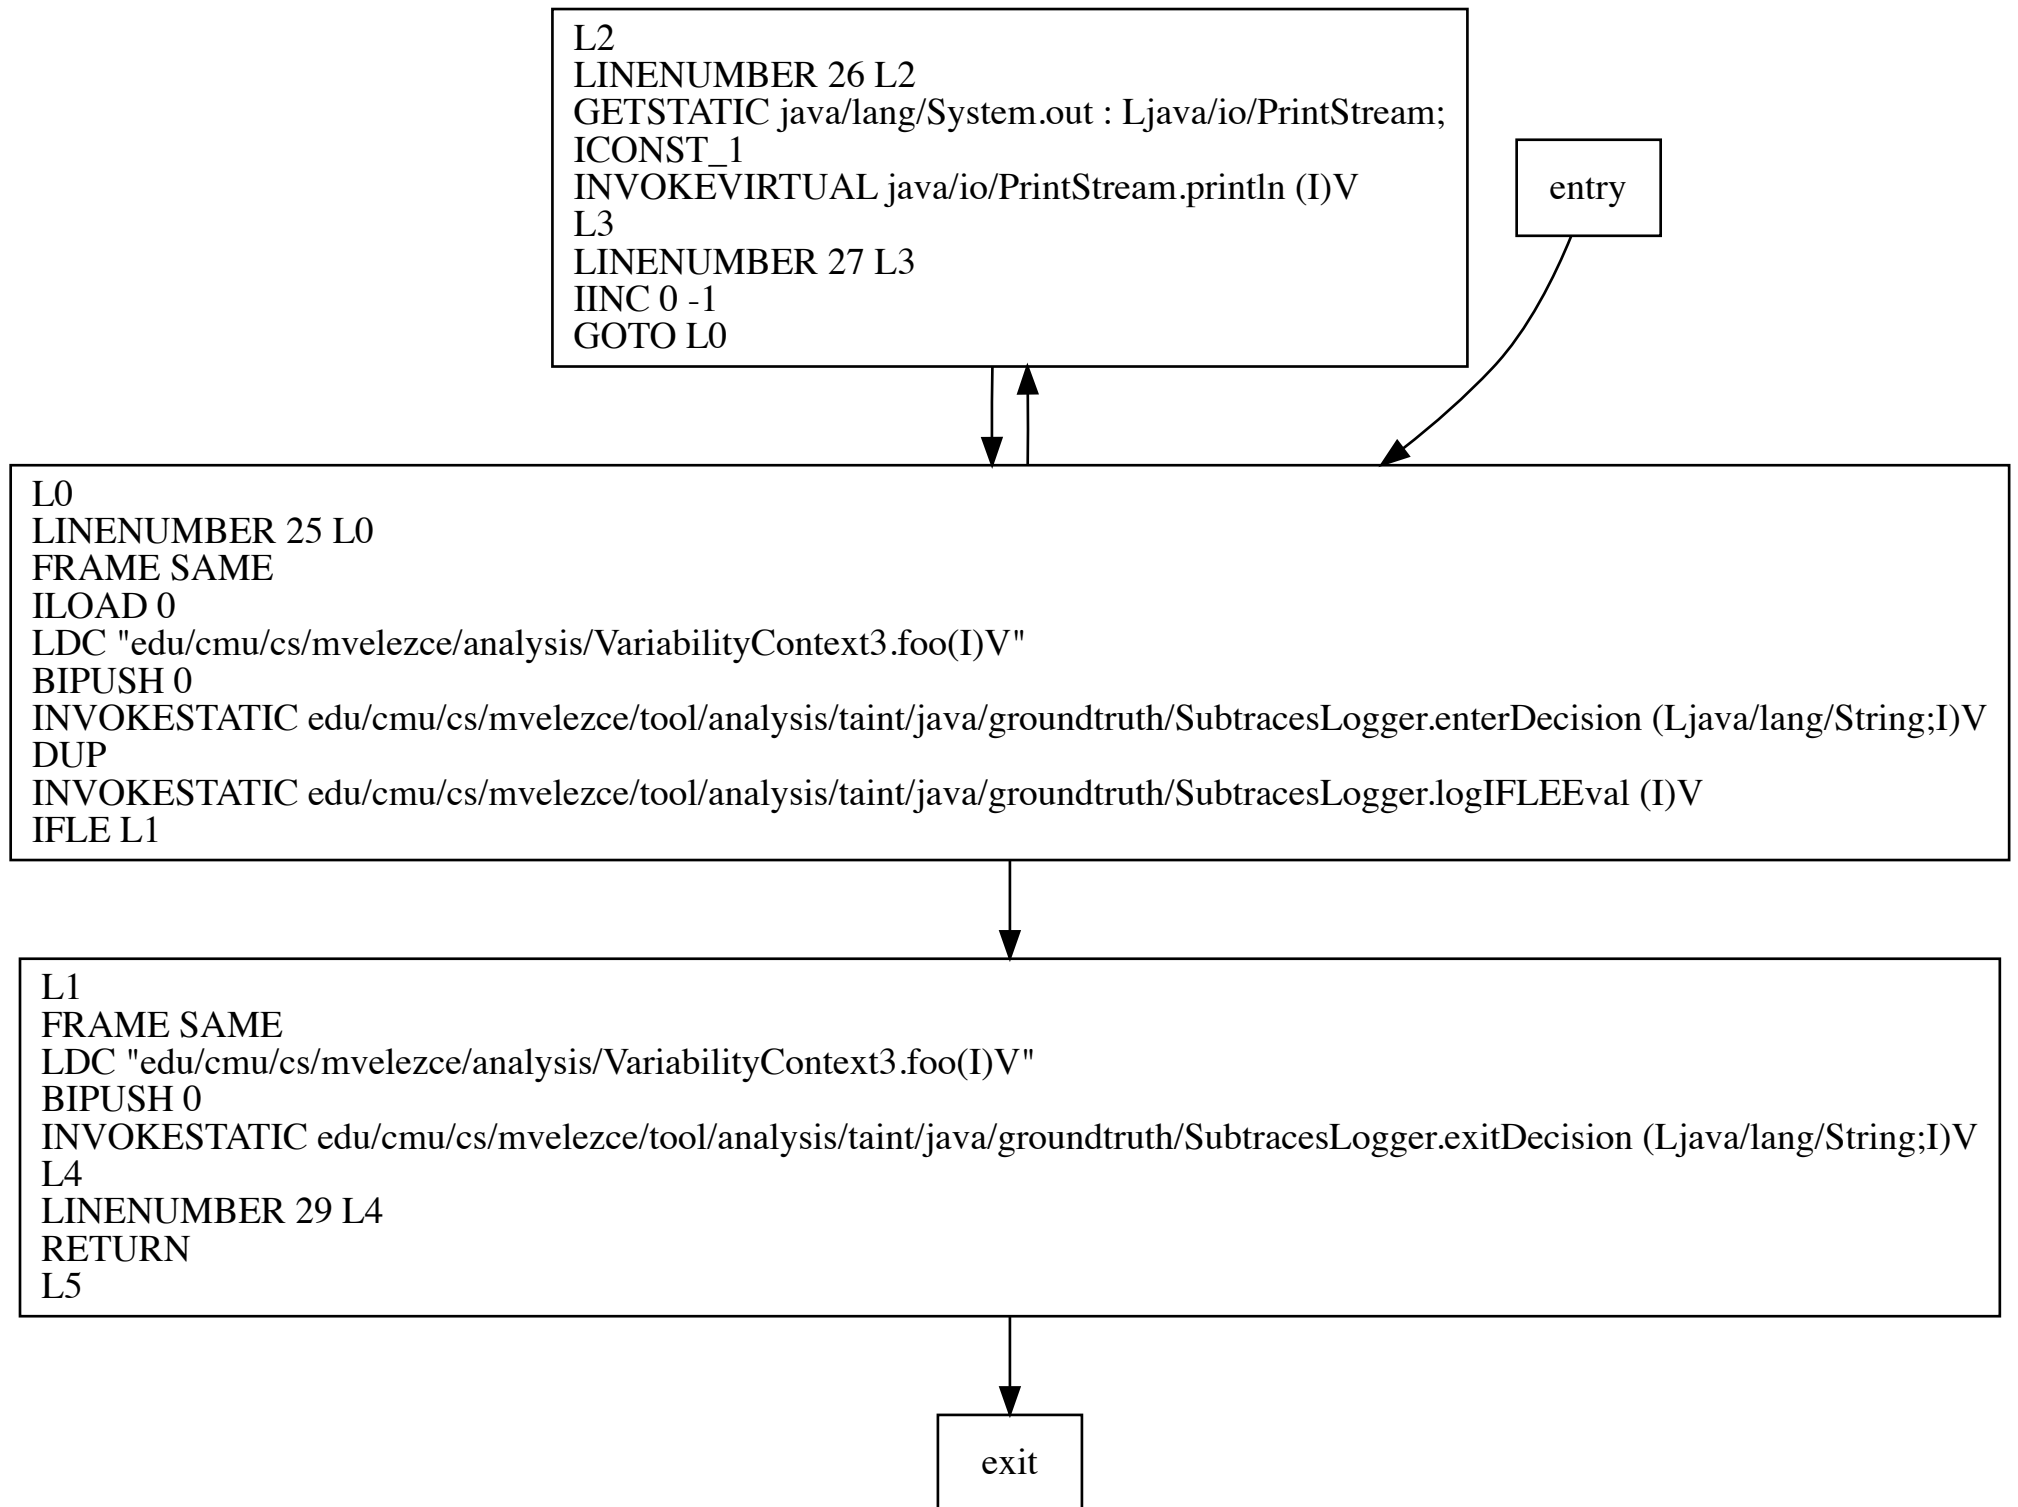 L2
LINENUMBER 26 L2
GETSTATIC java/lang/System.out : Ljava/io/PrintStream;
ICONST_1
INVOKEVIRTUAL java/io/PrintStream.println (I)V
L3
LINENUMBER 27 L3
IINC 0 -1
GOTO L0
entry
L0
LINENUMBER 25 L0
FRAME SAME
ILOAD 0
LDC "edu/cmu/cs/mvelezce/analysis/VariabilityContext3.foo(I)V"
BIPUSH 0
INVOKESTATIC edu/cmu/cs/mvelezce/tool/analysis/taint/java/groundtruth/SubtracesLogger.enterDecision (Ljava/lang/String;I)V
DUP
INVOKESTATIC edu/cmu/cs/mvelezce/tool/analysis/taint/java/groundtruth/SubtracesLogger.logIFLEEval (I)V
IFLE L1
L1
FRAME SAME
LDC "edu/cmu/cs/mvelezce/analysis/VariabilityContext3.foo(I)V"
BIPUSH 0
INVOKESTATIC edu/cmu/cs/mvelezce/tool/analysis/taint/java/groundtruth/SubtracesLogger.exitDecision (Ljava/lang/String;I)V
L4
LINENUMBER 29 L4
RETURN
L5
exit